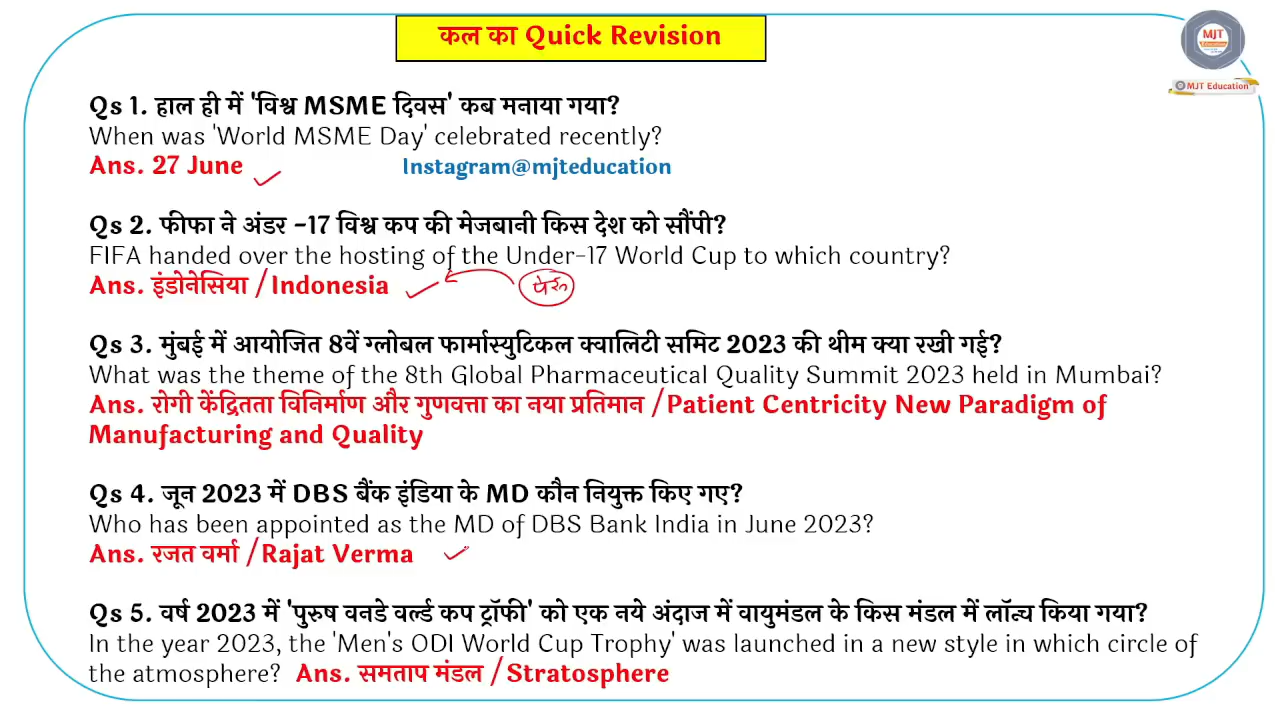 कल का Quick Revision
MJT
Education
MJT Education
Qs 1. हाल ही में 'विश्व MSME दिवस' कब मनाया गया?
When was 'World MSME Day' celebrated recently?
Ans. 27 June
Instagram@mjteducation
Qs 2. फीफा ने अंडर -17 विश्व कप की मेजबानी किस देश को सौंपी?
FIFA handed over the hosting of the Under-17 World Cup to which country?
Ans. इंडोनेसिया / Indonesia
पेरू
Qs 3. मुंबई में आयोजित 8वें ग्लोबल फार्मास्युटिकल क्वालिटी समिट 2023 की थीम क्या रखी गई?
What was the theme of the 8th Global Pharmaceutical Quality Summit 2023 held in Mumbai?
Ans. रोगी केंद्रितता विनिर्माण और गुणवत्ता का नया प्रतिमान / Patient Centricity New Paradigm of
Manufacturing and Quality
Qs 4. जून 2023 में DBS बैंक इंडिया के MD कौन नियुक्त किए गए?
Who has been appointed as the MD of DBS Bank India in June 2023?
Ans. रजत वर्मा / Rajat Verma
Qs 5. वर्ष 2023 में 'पुरुष वनडे वर्ल्ड कप ट्रॉफी' को एक नये अंदाज में वायुमंडल के किस मंडल में लॉन्च किया गया?
In the year 2023, the 'Men's ODI World Cup Trophy' was launched in a new style in which circle of
the atmosphere? Ans. समताप मंडल / Stratosphere